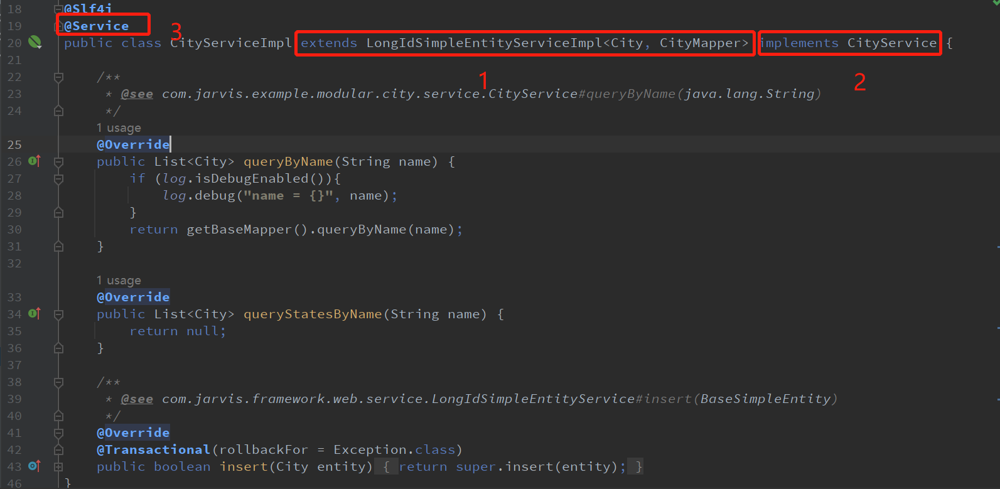 18 @Slf4j
19 @Service
3
20 public class CityServiceImpl extends LongIdSimpleEntityServiceImpl<City, CityMapper> implements CityService {
21
1
2
22 /**
23 * @see com.jarvis.example.modular.city.service.CityService#queryByName(java.lang.String)
24 */
1 usage
25 @Override
26 public List<City> queryByName(String name) {
27 if (log.isDebugEnabled()){
28 log.debug("name = {}", name);
29 }
30 return getBaseMapper().queryByName(name);
31 }
32
1 usage
33 @Override
34 public List<City> queryStatesByName(String name) {
35 return null;
36 }
37
38 /**
39 * @see com.jarvis.framework.web.service.LongIdSimpleEntityService#insert(BaseSimpleEntity)
40 */
41 @Override
42 @Transactional(rollbackFor = Exception.class)
43 public boolean insert(City entity) { return super.insert(entity); }
46 }